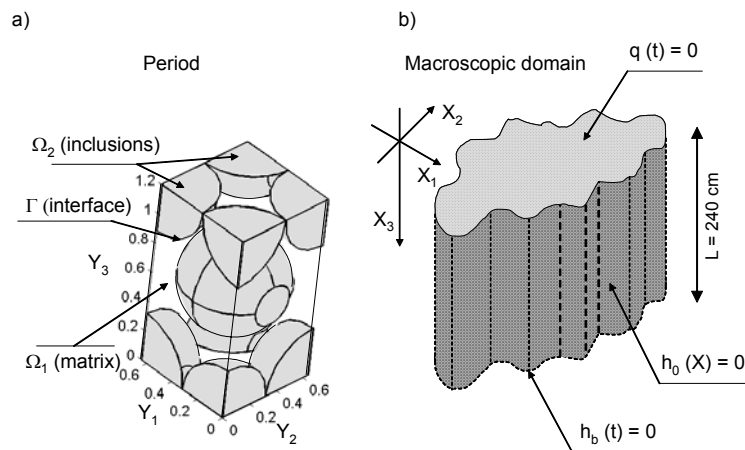 a)
Period
Ω₂ (inclusions)
Γ (interface)
Y₃
Ω₁ (matrix)
1.2
1
0.8
0.6
0.4
0.2
0
0.6
0.4
0.2
0
Y₁
0
0.2
0.4
0.6
Y₂
b)
Macroscopic domain
q (t) = 0
X₂
X₁
X₃
L = 240 cm
h₀ (X) = 0
h_b (t) = 0